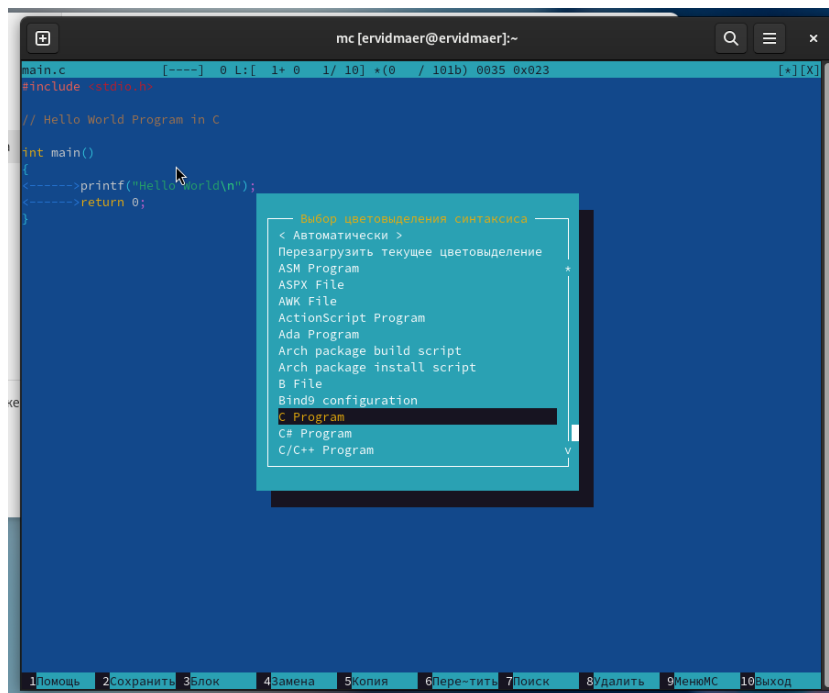 mc [ervidmaer@ervidmaer]:~
main.c [----] 0 L:[ 1+ 0 1/ 10] *(0 / 101b) 0035 0x023 [*][X]
#include <stdio.h>
// Hello World Program in C
int main()
{
<------>printf("Hello World\n");
<------>return 0;
}
Выбор цветовыделения синтаксиса
< Автоматически >
Перезагрузить текущее цветовыделение
ASM Program
ASPX File
AWK File
ActionScript Program
Ada Program
Arch package build script
Arch package install script
B File
Bind9 configuration
C Program
C# Program
C/C++ Program
1Помощь 2Сохранить 3Блок 4Замена 5Копия 6Пере~тить 7Поиск 8Удалить 9МенюMC 10Выход